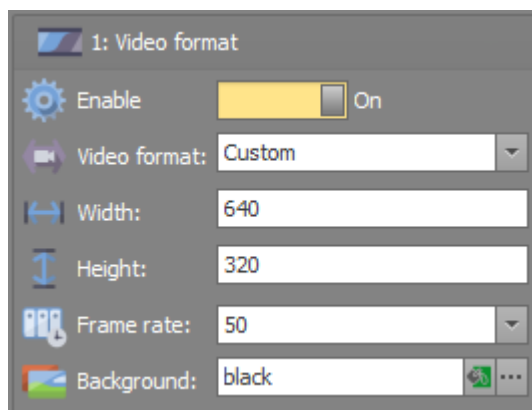 1: Video format
Enable On
Video format: Custom
Width: 640
Height: 320
Frame rate: 50
Background: black